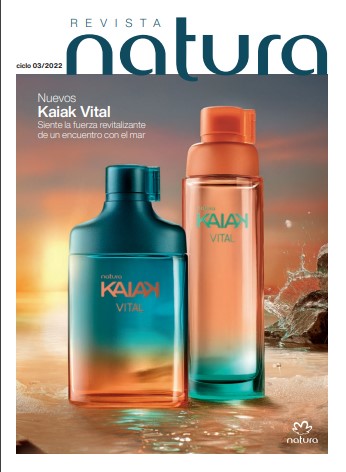 REVISTA
natura
ciclo 03/2022
Nuevos
Kaiak Vital
Siente la fuerza revitalizante
de un encuentro con el mar
natura
KAIAK
VITAL
natura
KAIAK
VITAL
natura